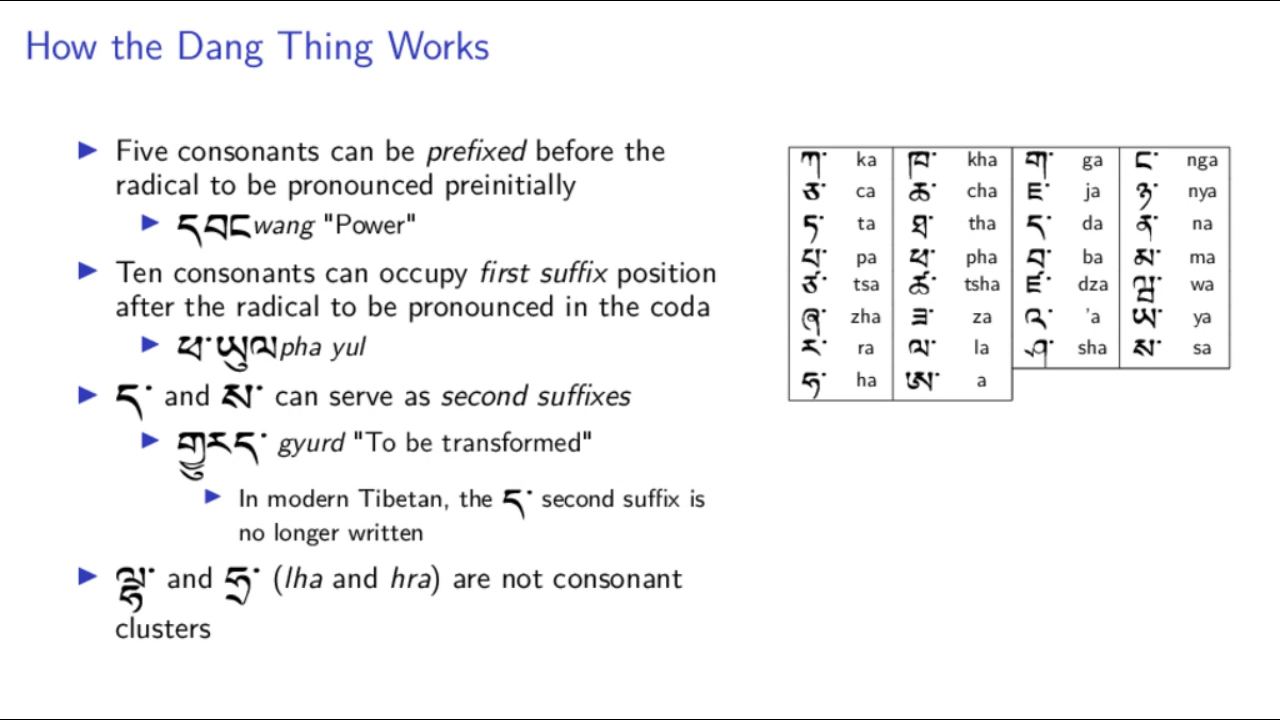 How the Dang Thing Works
Five consonants can be prefixed before the
radical to be pronounced preinitially
དབང wang "Power"
Ten consonants can occupy first suffix position
after the radical to be pronounced in the coda
ཕ་ཡུལ pha yul
ད་ and ས་ can serve as second suffixes
གྱུརད་ gyurd "To be transformed"
In modern Tibetan, the ད་ second suffix is
no longer written
ལྷ་ and ཧྲ་ (lha and hra) are not consonant
clusters
ཀ་ ka ཁ་ kha ག་ ga ང་ nga
ཅ་ ca ཆ་ cha ཇ་ ja ཉ་ nya
ཏ་ ta ཐ་ tha ད་ da ན་ na
པ་ pa ཕ་ pha བ་ ba མ་ ma
ཙ་ tsa ཚ་ tsha ཛ་ dza ཝ་ wa
ཞ་ zha ཟ་ za འ་ 'a ཡ་ ya
ར་ ra ལ་ la ཤ་ sha ས་ sa
ཧ་ ha ཨ་ a